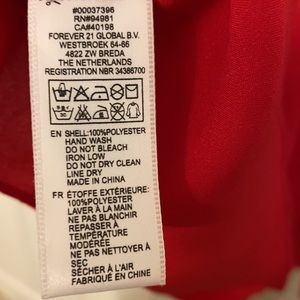 #00037396
RN#94981
CA#40198
FOREVER 21 GLOBAL B.V.
WESTBROEK 64-66
4822 ZW BREDA
THE NETHERLANDS
REGISTRATION NBR 34386700
EN SHELL:100%POLYESTER
HAND WASH
DO NOT BLEACH
IRON LOW
DO NOT DRY CLEAN
LINE DRY
MADE IN CHINA
FR ÉTOFFE EXTÉRIEURE:
100%POLYESTER
LAVER À LA MAIN
NE PAS BLANCHIR
REPASSER À
TEMPÉRATURE
MODÉRÉE
NE PAS NETTOYER À
SEC
SÉCHER À L'AIR
FABRIQUÉ EN CHINE